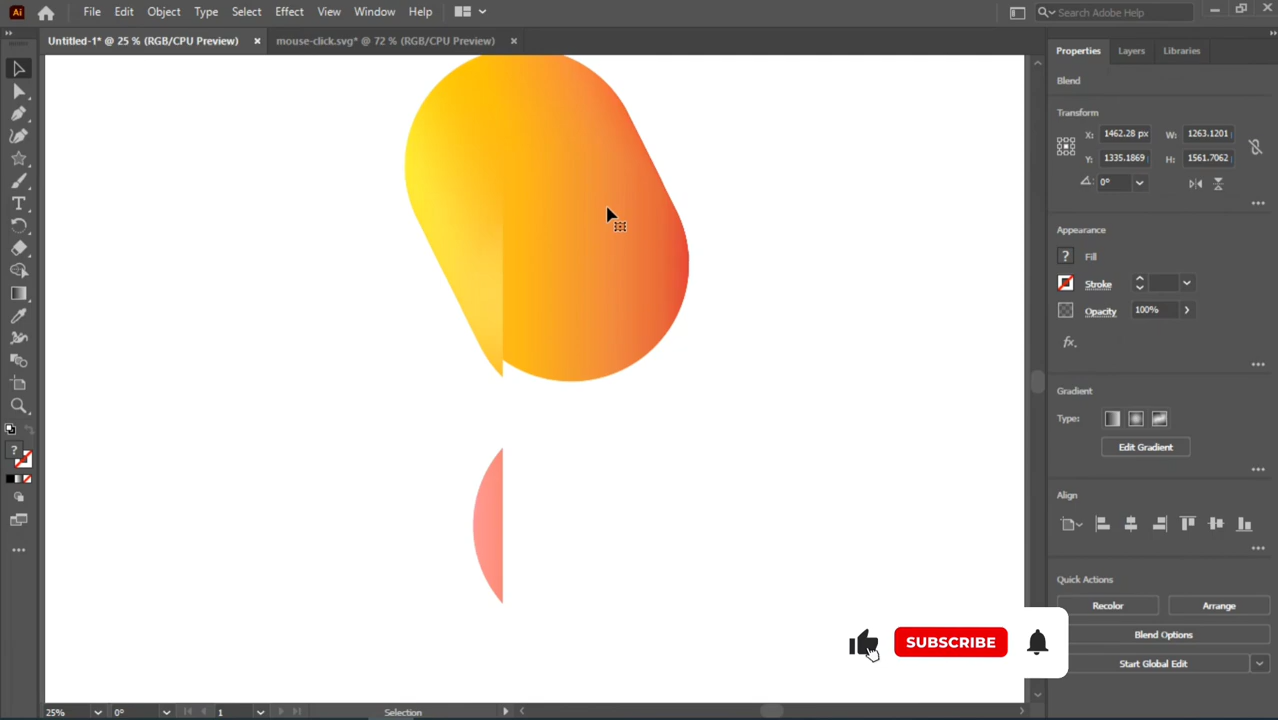 Ai File Edit Object Type Select Effect View Window Help Search Adobe Help
Untitled-1* @ 25 % (RGB/CPU Preview) × mouse-click.svg* @ 72 % (RGB/CPU Preview) ×
Properties Layers Libraries
Blend
Transform
X: 1462.28 px W: 1263.1201
Y: 1335.1869 H: 1561.7062
0°
Appearance
? Fill
Stroke
Opacity 100%
fx.
Gradient
Type:
Edit Gradient
Align
Quick Actions
Recolor Arrange
Blend Options
Start Global Edit
SUBSCRIBE
?
25% 0° 1 Selection